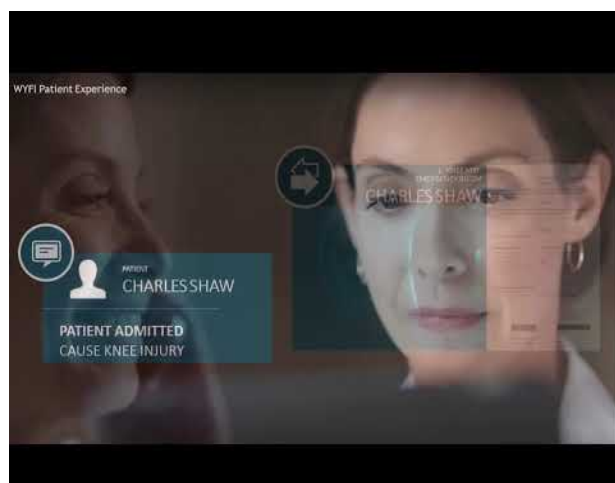 WYFI Patient Experience
CHARLES SHAW
PATIENT
CHARLES SHAW
PATIENT ADMITTED
CAUSE KNEE INJURY